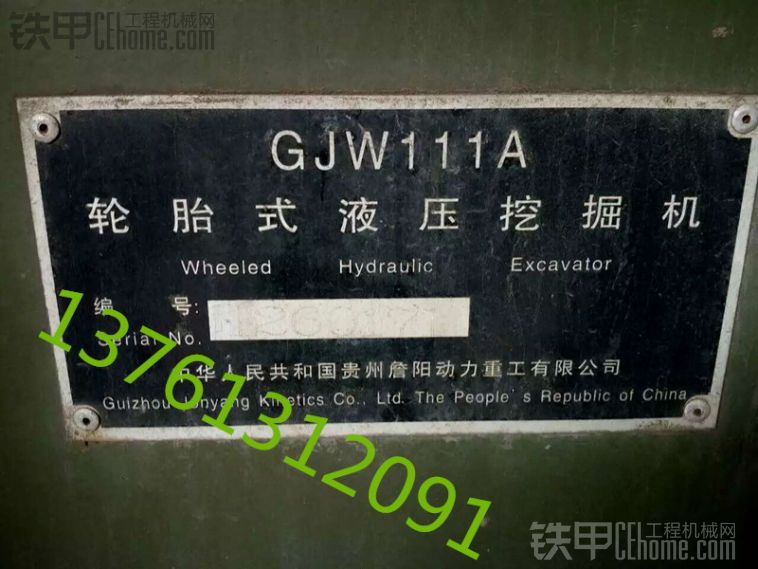 铁甲 工程机械网
CEhome.com
GJW111A
轮胎式液压挖掘机
Wheeled Hydraulic Excavator
编 号:
Serial No.
13761312091
中华人民共和国贵州詹阳动力重工有限公司
Guizhou Jonyang Kinetics Co., Ltd. The People's Republic of China
铁甲 工程机械网
CEhome.com